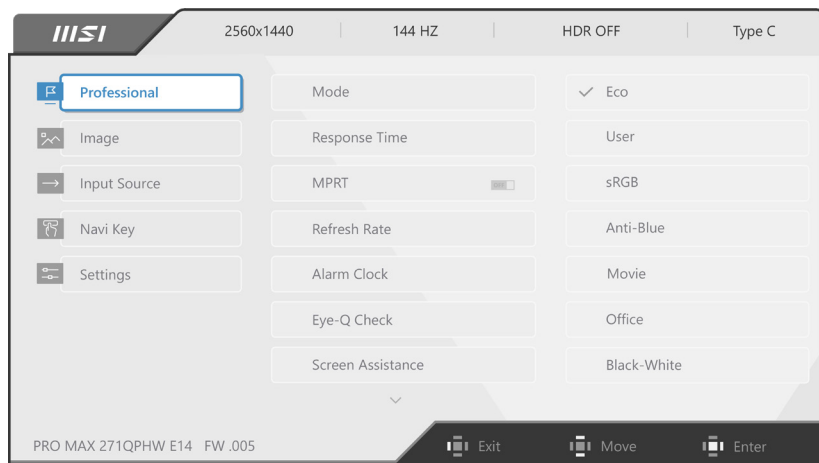 msi 2560x1440 144 HZ HDR OFF Type C
Professional Mode Eco
Image Response Time User
Input Source MPRT sRGB
Navi Key Refresh Rate Anti-Blue
Settings Alarm Clock Movie
Eye-Q Check Office
Screen Assistance Black-White
PRO MAX 271QPHW E14 FW .005 Exit Move Enter